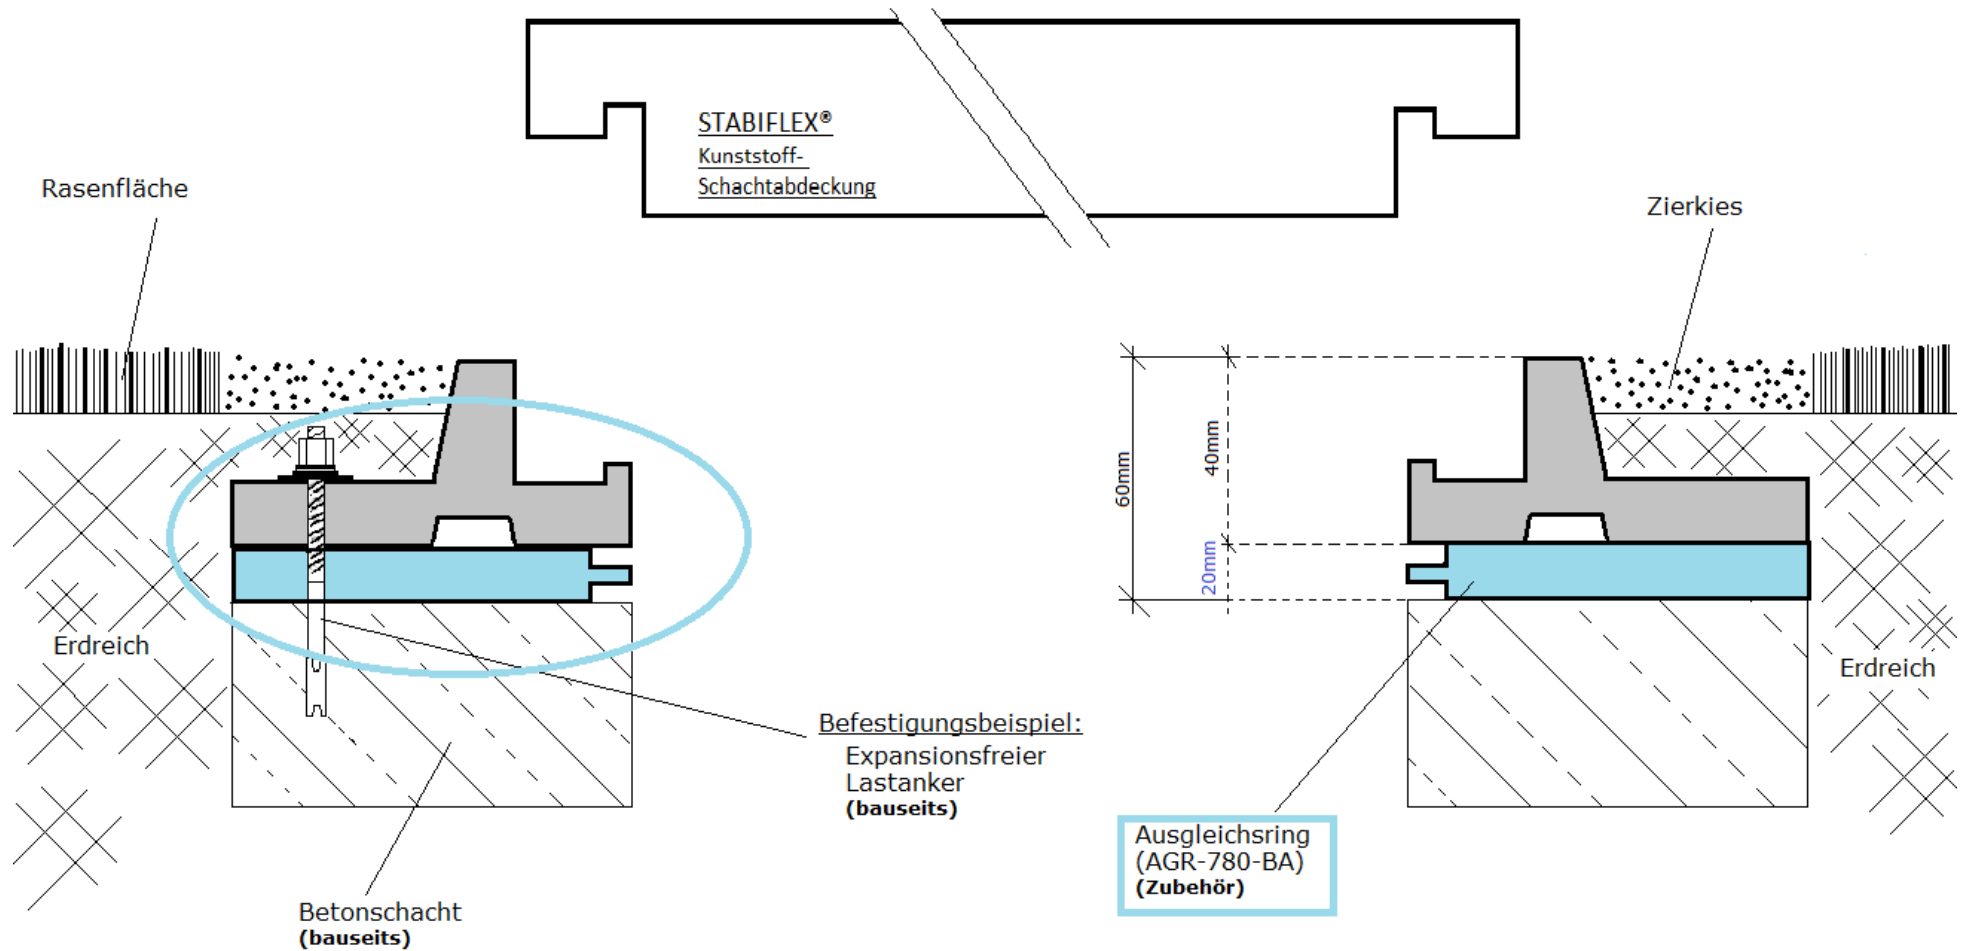 STABIFLEX®
Kunststoff-
Schachtabdeckung
Rasenfläche
Zierkies
60mm
40mm
20mm
Erdreich
Erdreich
Befestigungsbeispiel:
Expansionsfreier
Lastanker
(bauseits)
Ausgleichsring
(AGR-780-BA)
(Zubehör)
Betonschacht
(bauseits)